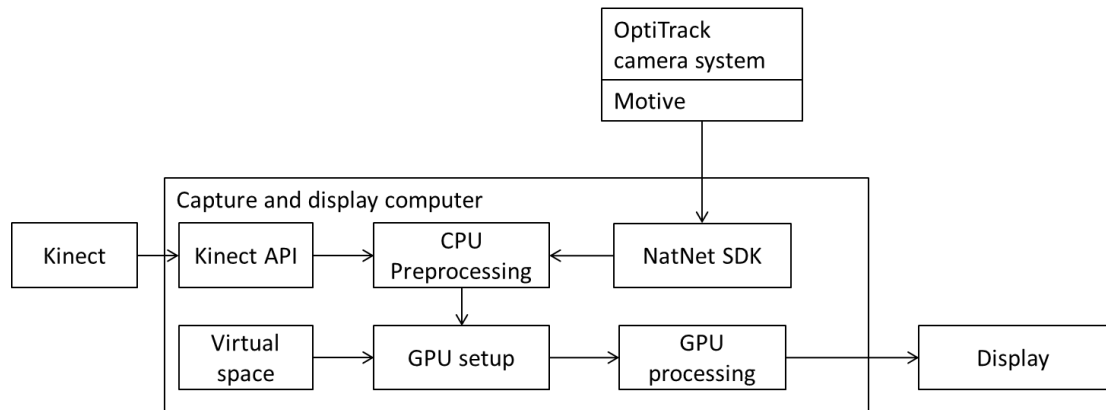 OptiTrack
camera system
Motive
Capture and display computer
Kinect
Kinect API
CPU
Preprocessing
NatNet SDK
Virtual
space
GPU setup
GPU
processing
Display